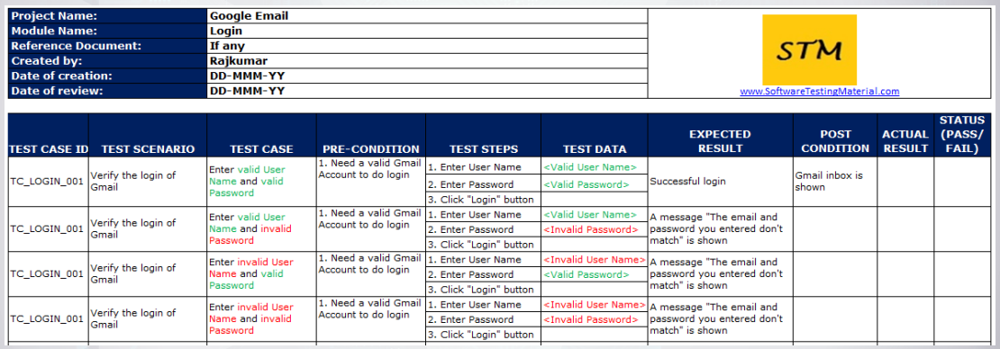 Project Name: Google Email
Module Name: Login
Reference Document: If any
Created by: Rajkumar
Date of creation: DD-MMM-YY
Date of review: DD-MMM-YY
STM
www.SoftwareTestingMaterial.com
TEST CASE ID TEST SCENARIO TEST CASE PRE-CONDITION TEST STEPS TEST DATA EXPECTED RESULT POST CONDITION ACTUAL RESULT STATUS (PASS/ FAIL)
TC_LOGIN_001
Verify the login of
Gmail
Enter valid User
Name and valid
Password
1. Need a valid Gmail
Account to do login
1. Enter User Name <Valid User Name>
2. Enter Password <Valid Password>
3. Click "Login" button
Successful login
Gmail inbox is
shown
TC_LOGIN_001
Verify the login of
Gmail
Enter valid User
Name and invalid
Password
1. Need a valid Gmail
Account to do login
1. Enter User Name <Valid User Name>
2. Enter Password <Invalid Password>
3. Click "Login" button
A message "The email and
password you entered don't
match" is shown
TC_LOGIN_001
Verify the login of
Gmail
Enter invalid User
Name and valid
Password
1. Need a valid Gmail
Account to do login
1. Enter User Name <Invalid User Name>
2. Enter Password <Valid Password>
3. Click "Login" button
A message "The email and
password you entered don't
match" is shown
TC_LOGIN_001
Verify the login of
Gmail
Enter invalid User
Name and invalid
Password
1. Need a valid Gmail
Account to do login
1. Enter User Name <Invalid User Name>
2. Enter Password <Invalid Password>
3. Click "Login" button
A message "The email and
password you entered don't
match" is shown